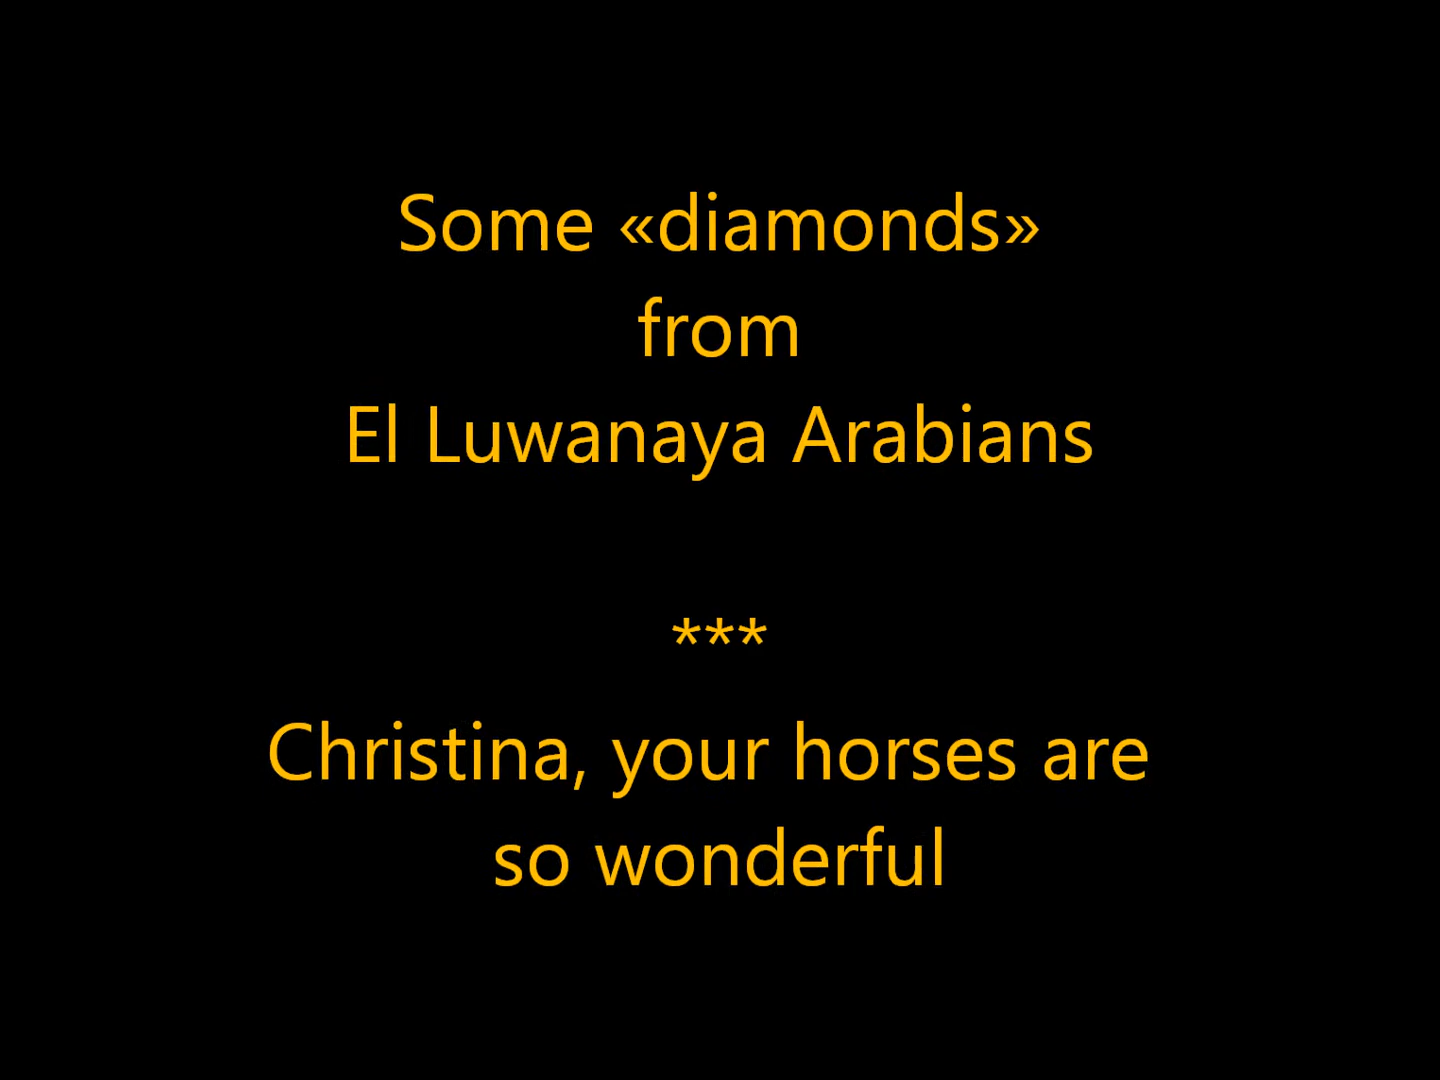 Some «diamonds»
from
El Luwanaya Arabians
***
Christina, your horses are
so wonderful